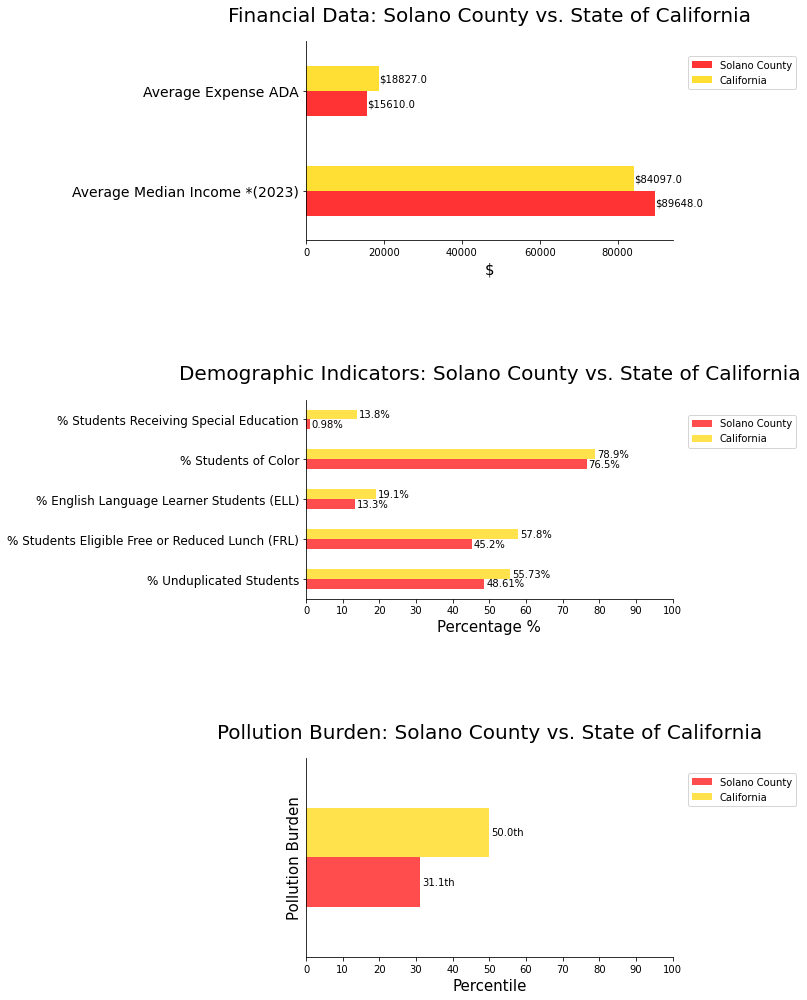 Financial Data: Solano County vs. State of California
Solano County
California
Average Expense ADA
$18827.0
$15610.0
Average Median Income *(2023)
$84097.0
$89648.0
0 20000 40000 60000 80000
$
Demographic Indicators: Solano County vs. State of California
Solano County
California
% Students Receiving Special Education
13.8%
0.98%
% Students of Color
78.9%
76.5%
% English Language Learner Students (ELL)
19.1%
13.3%
% Students Eligible Free or Reduced Lunch (FRL)
57.8%
45.2%
% Unduplicated Students
55.73%
48.61%
0 10 20 30 40 50 60 70 80 90 100
Percentage %
Pollution Burden: Solano County vs. State of California
Solano County
California
Pollution Burden
50.0th
31.1th
0 10 20 30 40 50 60 70 80 90 100
Percentile